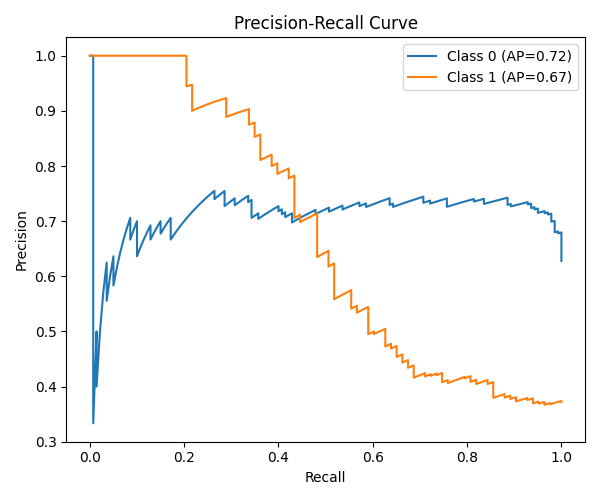 Precision-Recall Curve
Class 0 (AP=0.72)
Class 1 (AP=0.67)
Precision
1.0
0.9
0.8
0.7
0.6
0.5
0.4
0.3
0.0 0.2 0.4 0.6 0.8 1.0
Recall